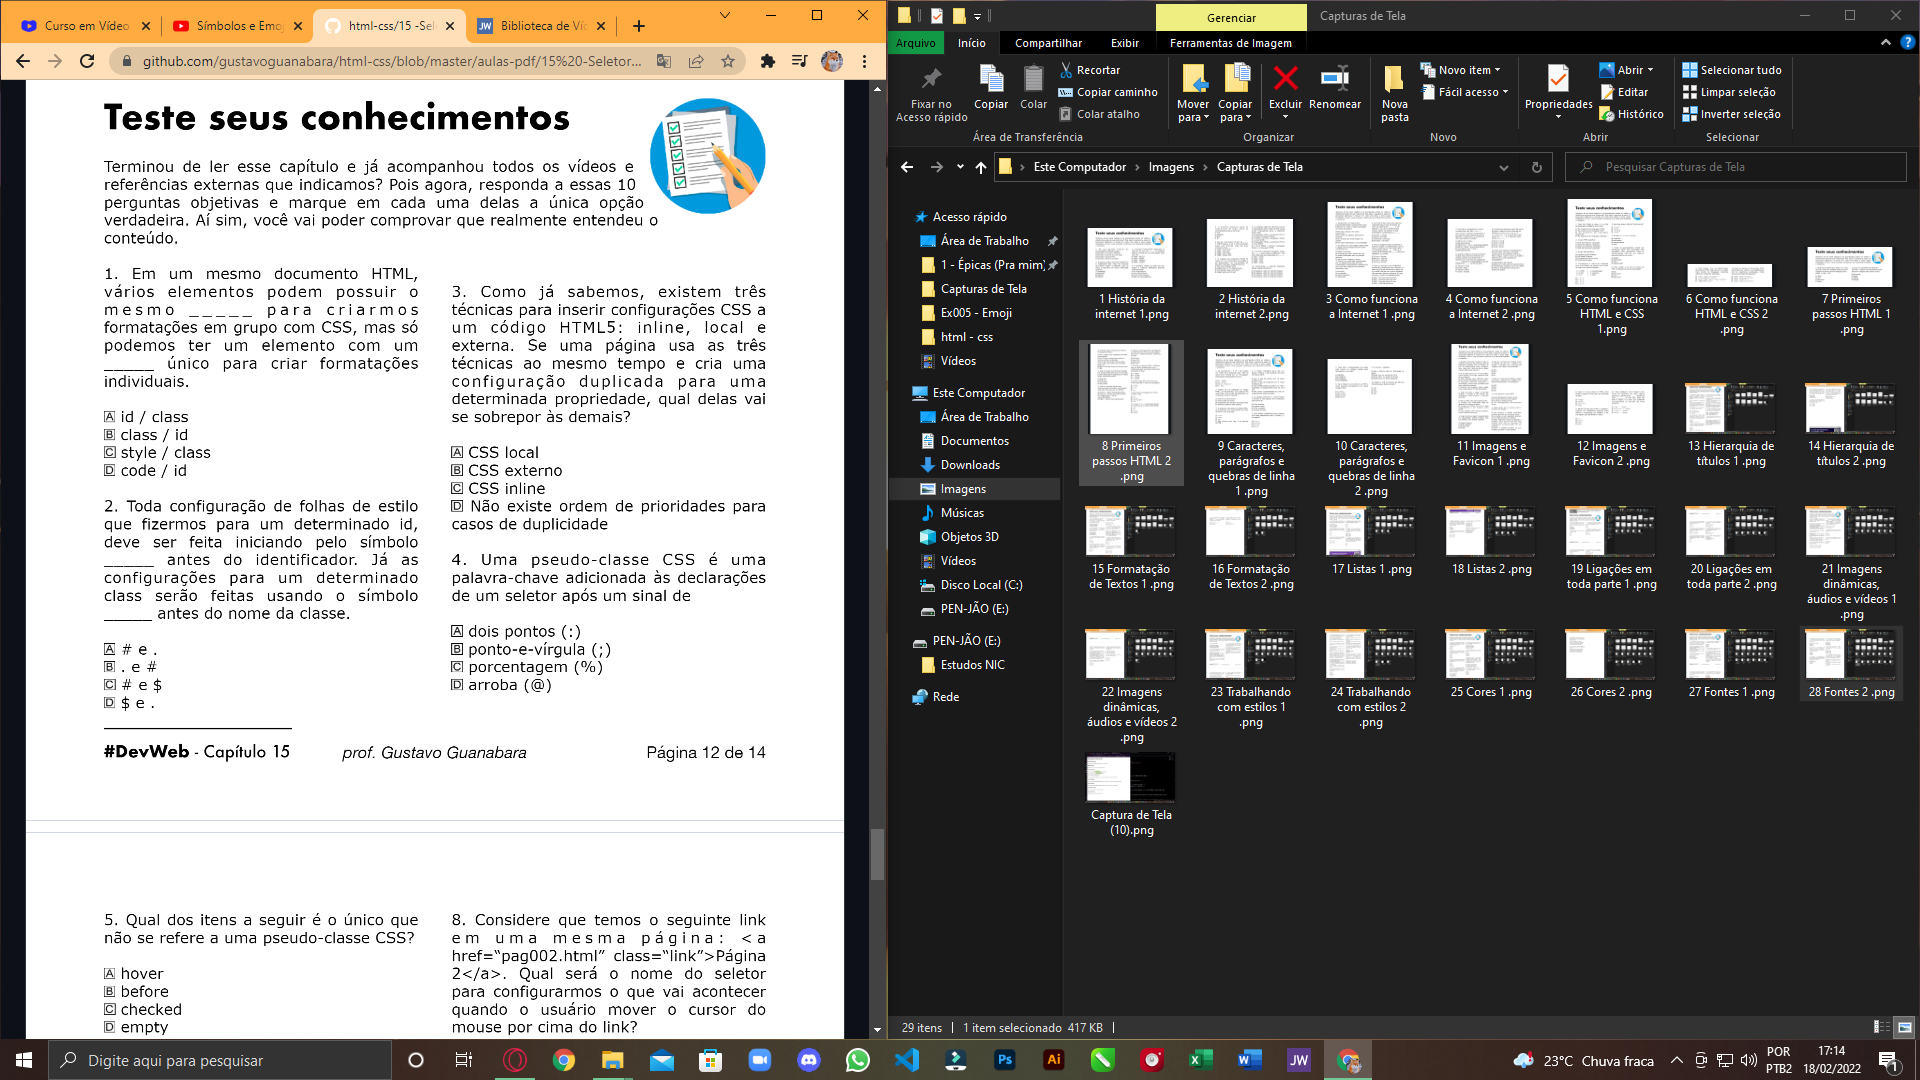 Curso em Vídeo
Símbolos e Emoj
html-css/15 -Sel
Biblioteca de Ví
github.com/gustavoguanabara/html-css/blob/master/aulas-pdf/15%20-Seletor...
Teste seus conhecimentos
Terminou de ler esse capítulo e já acompanhou todos os vídeos e
referências externas que indicamos? Pois agora, responda a essas 10
perguntas objetivas e marque em cada uma delas a única opção
verdadeira. Aí sim, você vai poder comprovar que realmente entendeu o
conteúdo.
1. Em um mesmo documento HTML,
vários elementos podem possuir o
mesmo _____ para criarmos
formatações em grupo com CSS, mas só
podemos ter um elemento com um
_____ único para criar formatações
individuais.
A id / class
B class / id
C style / class
D code / id
2. Toda configuração de folhas de estilo
que fizermos para um determinado id,
deve ser feita iniciando pelo símbolo
_____ antes do identificador. Já as
configurações para um determinado
class serão feitas usando o símbolo
_____ antes do nome da classe.
A # e .
B . e #
C # e $
D $ e .
3. Como já sabemos, existem três
técnicas para inserir configurações CSS a
um código HTML5: inline, local e
externa. Se uma página usa as três
técnicas ao mesmo tempo e cria uma
configuração duplicada para uma
determinada propriedade, qual delas vai
se sobrepor às demais?
A CSS local
B CSS externo
C CSS inline
D Não existe ordem de prioridades para
casos de duplicidade
4. Uma pseudo-classe CSS é uma
palavra-chave adicionada às declarações
de um seletor após um sinal de
A dois pontos (:)
B ponto-e-vírgula (;)
C porcentagem (%)
D arroba (@)
#DevWeb - Capítulo 15
prof. Gustavo Guanabara
Página 12 de 14
5. Qual dos itens a seguir é o único que
não se refere a uma pseudo-classe CSS?
A hover
B before
C checked
D empty
8. Considere que temos o seguinte link
em uma mesma página: <a
href="pag002.html" class="link">Página
2</a>. Qual será o nome do seletor
para configurarmos o que vai acontecer
quando o usuário mover o cursor do
mouse por cima do link?
Gerenciar
Capturas de Tela
Arquivo
Início
Compartilhar
Exibir
Ferramentas de Imagem
Fixar no
Acesso rápido
Copiar
Colar
Recortar
Copiar caminho
Colar atalho
Área de Transferência
Mover
para
Copiar
para
Excluir
Renomear
Organizar
Nova
pasta
Novo item
Fácil acesso
Novo
Propriedades
Abrir
Editar
Histórico
Abrir
Selecionar tudo
Limpar seleção
Inverter seleção
Selecionar
Este Computador
Imagens
Capturas de Tela
Pesquisar Capturas de Tela
Acesso rápido
Área de Trabalho
1 - Épicas (Pra mim)
Capturas de Tela
Ex005 - Emoji
html - css
Vídeos
Este Computador
Área de Trabalho
Documentos
Downloads
Imagens
Músicas
Objetos 3D
Vídeos
Disco Local (C:)
PEN-JÃO (E:)
PEN-JÃO (E:)
Estudos NIC
Rede
1 História da
internet 1.png
2 História da
internet 2.png
3 Como funciona
a Internet 1 .png
4 Como funciona
a Internet 2 .png
5 Como funciona
HTML e CSS
1.png
6 Como funciona
HTML e CSS 2
.png
7 Primeiros
passos HTML 1
.png
8 Primeiros
passos HTML 2
.png
9 Caracteres,
parágrafos e
quebras de linha
1 .png
10 Caracteres,
parágrafos e
quebras de linha
2 .png
11 Imagens e
Favicon 1 .png
12 Imagens e
Favicon 2 .png
13 Hierarquia de
títulos 1 .png
14 Hierarquia de
títulos 2 .png
15 Formatação
de Textos 1 .png
16 Formatação
de Textos 2 .png
17 Listas 1 .png
18 Listas 2 .png
19 Ligações em
toda parte 1 .png
20 Ligações em
toda parte 2 .png
21 Imagens
dinâmicas,
áudios e vídeos 1
.png
22 Imagens
dinâmicas,
áudios e vídeos 2
.png
23 Trabalhando
com estilos 1
.png
24 Trabalhando
com estilos 2
.png
25 Cores 1 .png
26 Cores 2 .png
27 Fontes 1 .png
28 Fontes 2 .png
Captura de Tela
(10).png
29 itens
1 item selecionado 417 KB
Digite aqui para pesquisar
Ps
Ai
JW
23°C Chuva fraca
POR
PTB2
17:14
18/02/2022
1